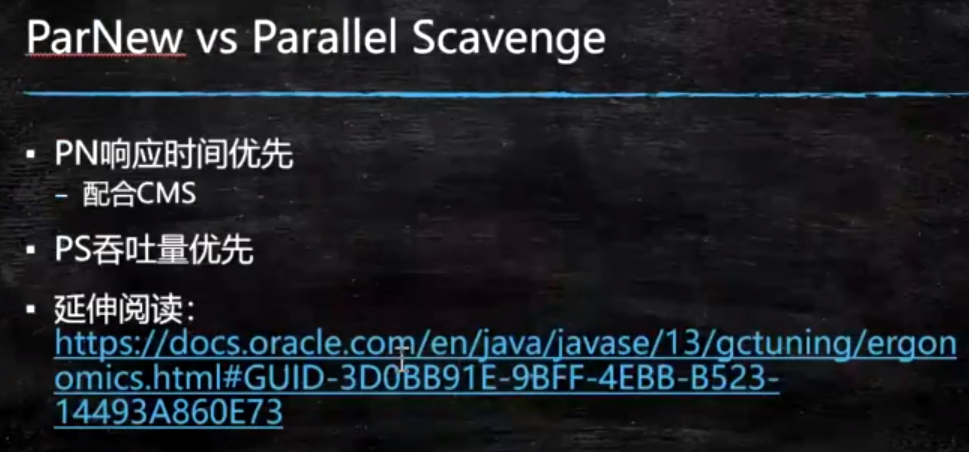 ParNew vs Parallel Scavenge
▪ PN响应时间优先
– 配合CMS
▪ PS吞吐量优先
▪ 延伸阅读：
https://docs.oracle.com/en/java/javase/13/gctuning/ergon
omics.html#GUID-3D0BB91E-9BFF-4EBB-B523-
14493A860E73